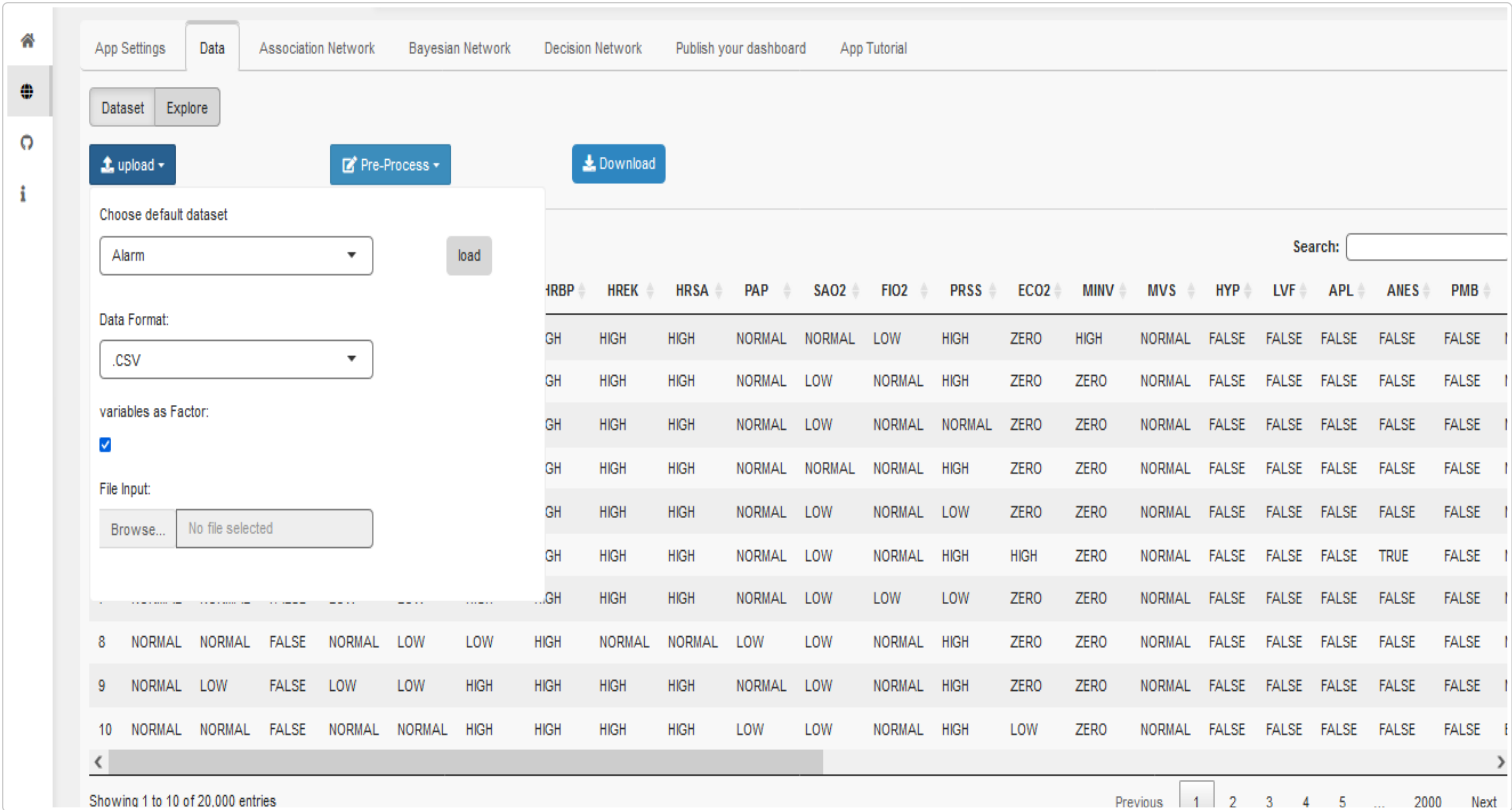 App Settings Data Association Network Bayesian Network Decision Network Publish your dashboard App Tutorial
Dataset Explore
upload Pre-Process Download
Choose default dataset
Alarm load
Search:
HRBP HREK HRSA PAP SAO2 FIO2 PRSS ECO2 MINV MVS HYP LVF APL ANES PMB
Data Format:
.CSV
variables as Factor:
File Input:
Browse... No file selected
GH HIGH HIGH NORMAL NORMAL LOW HIGH ZERO HIGH NORMAL FALSE FALSE FALSE FALSE FALSE
GH HIGH HIGH NORMAL LOW NORMAL HIGH ZERO ZERO NORMAL FALSE FALSE FALSE FALSE FALSE
GH HIGH HIGH NORMAL LOW NORMAL NORMAL ZERO ZERO NORMAL FALSE FALSE FALSE FALSE FALSE
GH HIGH HIGH NORMAL NORMAL NORMAL HIGH ZERO ZERO NORMAL FALSE FALSE FALSE FALSE FALSE
GH HIGH HIGH NORMAL LOW NORMAL LOW ZERO ZERO NORMAL FALSE FALSE FALSE FALSE FALSE
GH HIGH HIGH NORMAL LOW NORMAL HIGH HIGH ZERO NORMAL FALSE FALSE FALSE TRUE FALSE
GH HIGH HIGH NORMAL LOW LOW LOW ZERO ZERO NORMAL FALSE FALSE FALSE FALSE FALSE
8 NORMAL NORMAL FALSE NORMAL LOW LOW HIGH NORMAL NORMAL LOW LOW NORMAL HIGH ZERO ZERO NORMAL FALSE FALSE FALSE FALSE FALSE
9 NORMAL LOW FALSE LOW LOW HIGH HIGH HIGH HIGH NORMAL LOW NORMAL HIGH ZERO ZERO NORMAL FALSE FALSE FALSE FALSE FALSE
10 NORMAL NORMAL FALSE NORMAL NORMAL HIGH HIGH HIGH HIGH LOW LOW NORMAL HIGH LOW ZERO NORMAL FALSE FALSE FALSE FALSE FALSE
Showing 1 to 10 of 20,000 entries Previous 1 2 3 4 5 ... 2000 Next